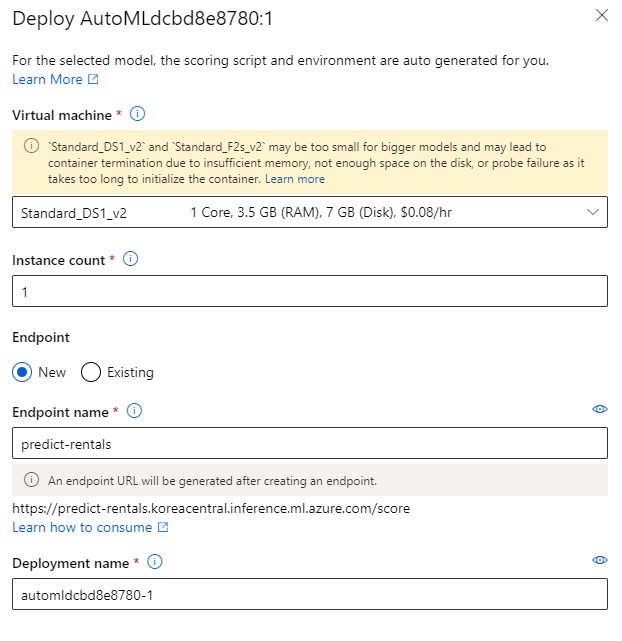 Deploy AutoMLdcbd8e8780:1
For the selected model, the scoring script and environment are auto generated for you.
Learn More
Virtual machine *
`Standard_DS1_v2` and `Standard_F2s_v2` may be too small for bigger models and may lead to
container termination due to insufficient memory, not enough space on the disk, or probe failure as it
takes too long to initialize the container. Learn more
Standard_DS1_v2 1 Core, 3.5 GB (RAM), 7 GB (Disk), $0.08/hr
Instance count *
1
Endpoint
New Existing
Endpoint name *
predict-rentals
An endpoint URL will be generated after creating an endpoint.
https://predict-rentals.koreacentral.inference.ml.azure.com/score
Learn how to consume
Deployment name *
automldcbd8e8780-1